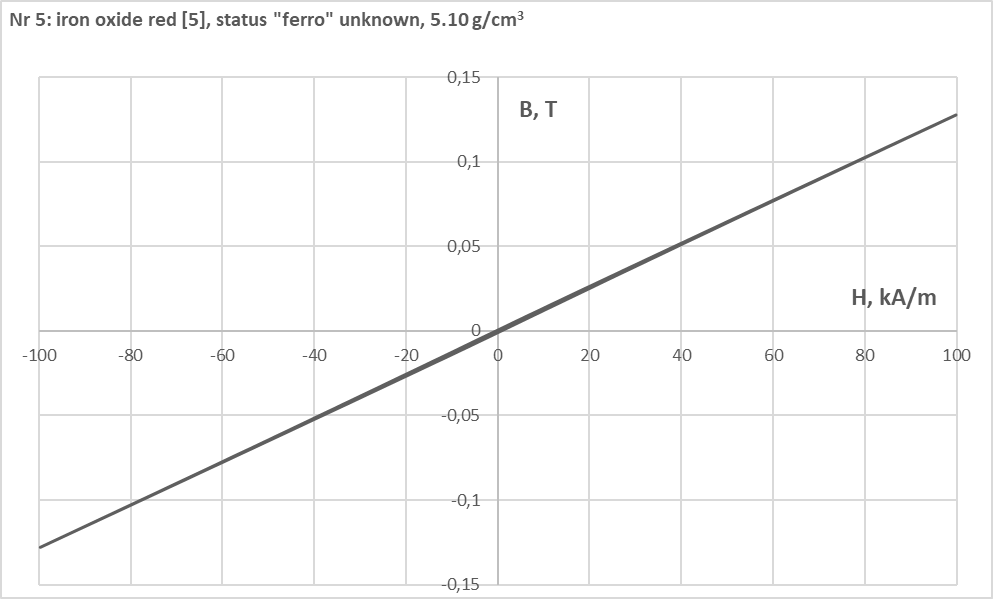 Nr 5: iron oxide red [5], status "ferro" unknown, 5.10 g/cm³
0,15
B, T
0,1
0,05
H, kA/m
0
-100 -80 -60 -40 -20 0 20 40 60 80 100
-0,05
-0,1
-0,15